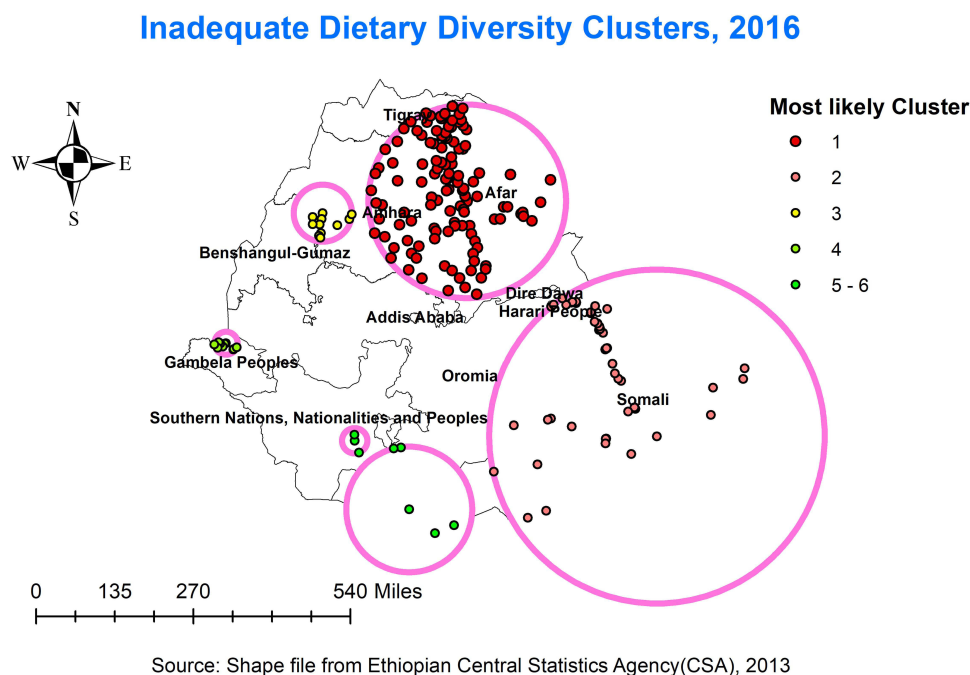 Inadequate Dietary Diversity Clusters, 2016
N
W
E
S
Most likely Cluster
1
2
3
4
5 - 6
Tigray
Afar
Amhara
Benshangul-Gumaz
Dire Dawa
Harari People
Addis Ababa
Gambela Peoples
Oromia
Somali
Southern Nations, Nationalities and Peoples
0 135 270 540 Miles
Source: Shape file from Ethiopian Central Statistics Agency(CSA), 2013